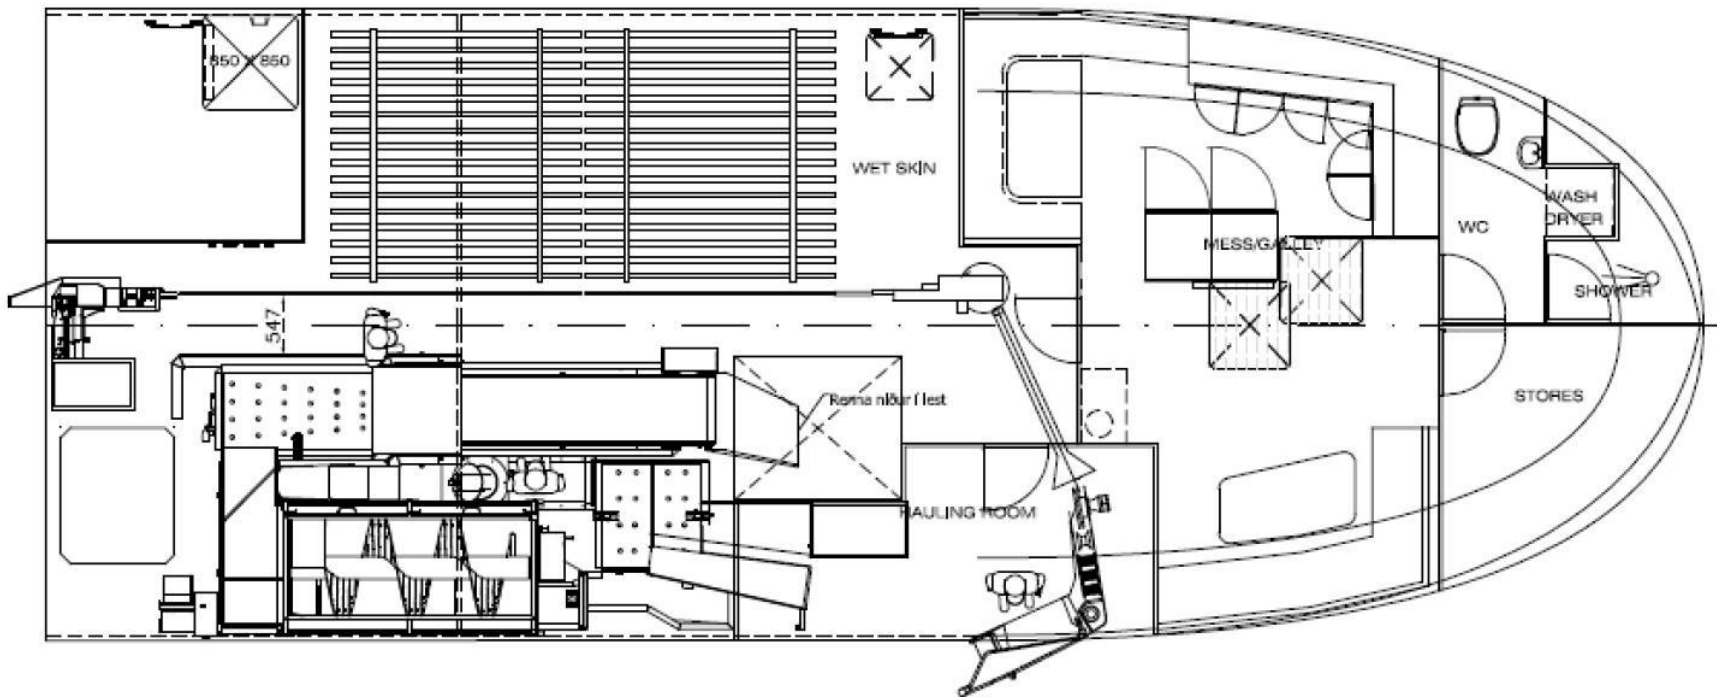 850 X 850
WET SKIN
MESS/GALLEY
WC
WASH
DRYER
SHOWER
547
Renna niður í lest
STORES
HAULING ROOM